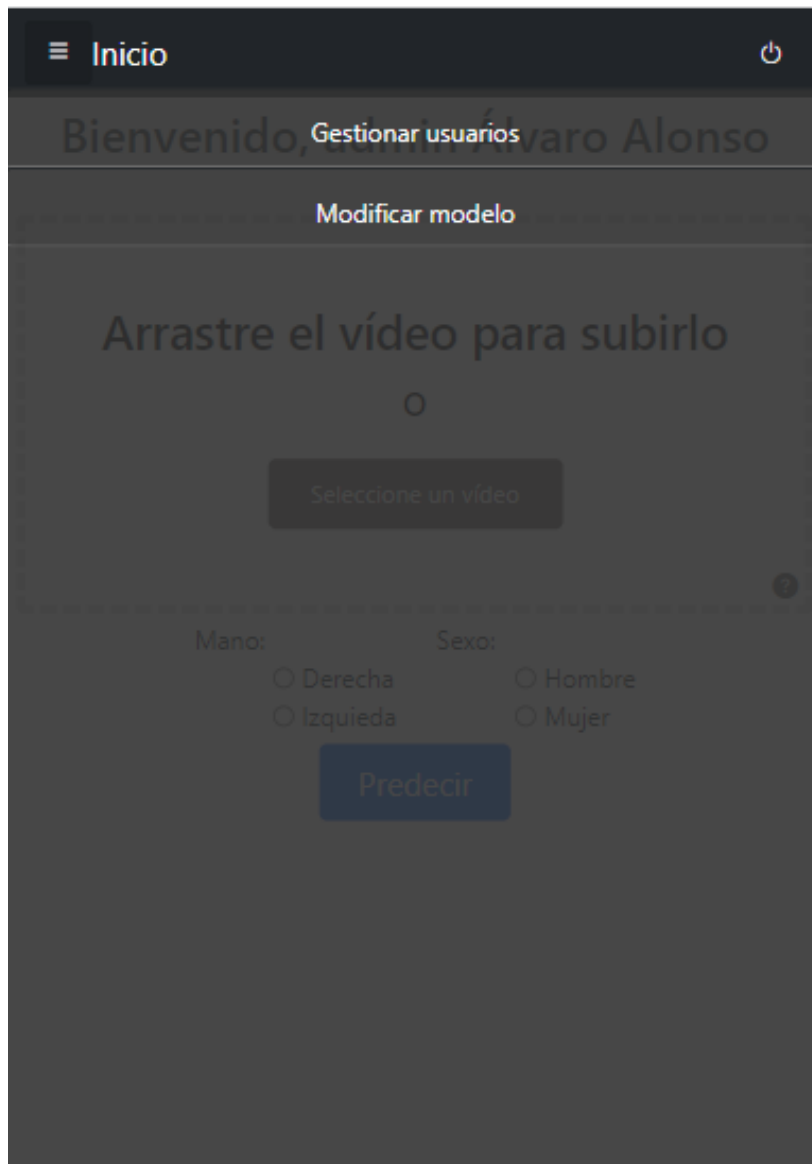 Inicio
Bienvenido, admin Álvaro Alonso
Gestionar usuarios
Modificar modelo
Arrastre el vídeo para subirlo
o
Seleccione un vídeo
?
Mano: Sexo:
Derecha Hombre
Izquieda Mujer
Predecir